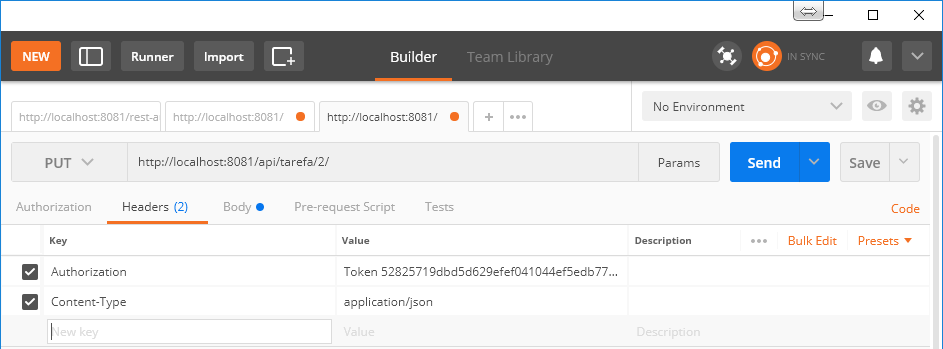 NEW Runner Import Builder Team Library IN SYNC
http://localhost:8081/rest-a http://localhost:8081/ http://localhost:8081/ + ••• No Environment
PUT http://localhost:8081/api/tarefa/2/ Params Send Save
Authorization Headers (2) Body Pre-request Script Tests Code
Key Value Description ••• Bulk Edit Presets
Authorization Token 52825719dbd5d629efef041044ef5edb77...
Content-Type application/json
New key Value Description